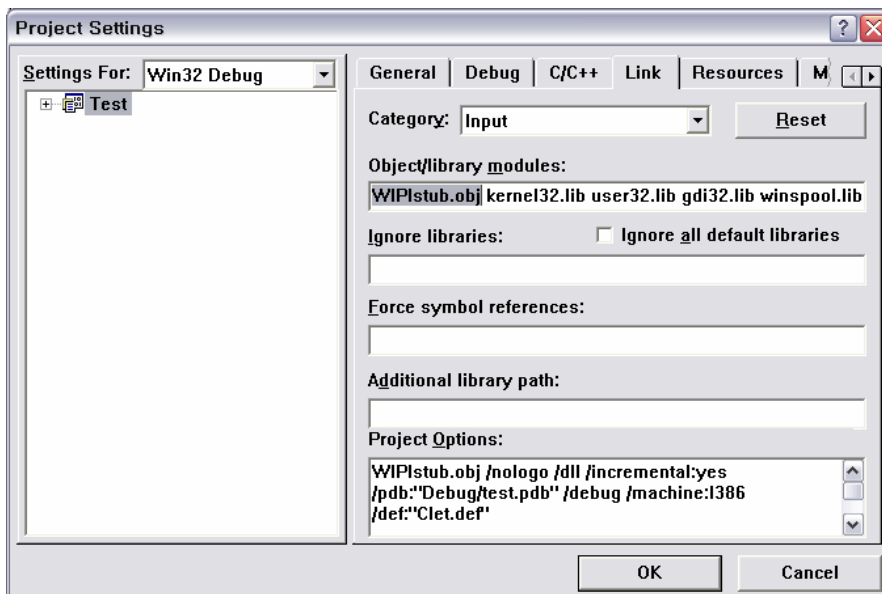 Project Settings
Settings For: Win32 Debug
Test
General Debug C/C++ Link Resources M
Category: Input Reset
Object/library modules:
WIPIstub.obj kernel32.lib user32.lib gdi32.lib winspool.lib
Ignore libraries: Ignore all default libraries
Force symbol references:
Additional library path:
Project Options:
WIPIstub.obj /nologo /dll /incremental:yes
/pdb:"Debug/test.pdb" /debug /machine:I386
/def:"Clet.def"
OK Cancel